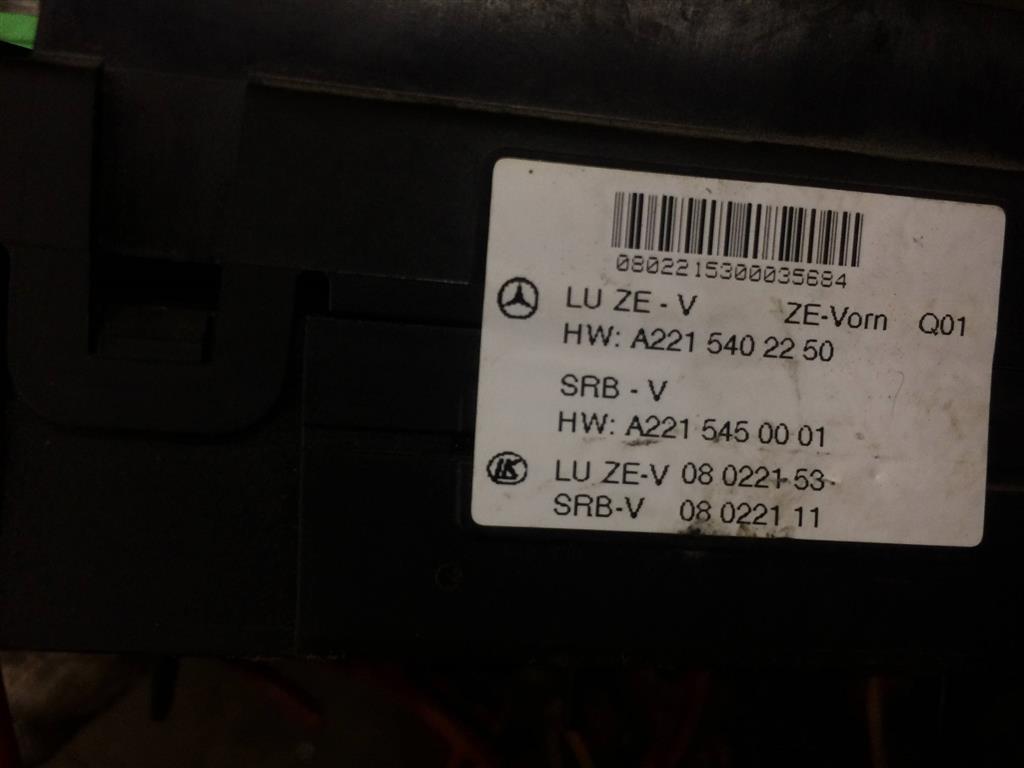 0802215300035684
LU ZE - V ZE-Vorn Q01
HW: A221 540 22 50
SRB - V
HW: A221 545 00 01
LK LU ZE-V 08 0221 53
SRB-V 08 0221 11